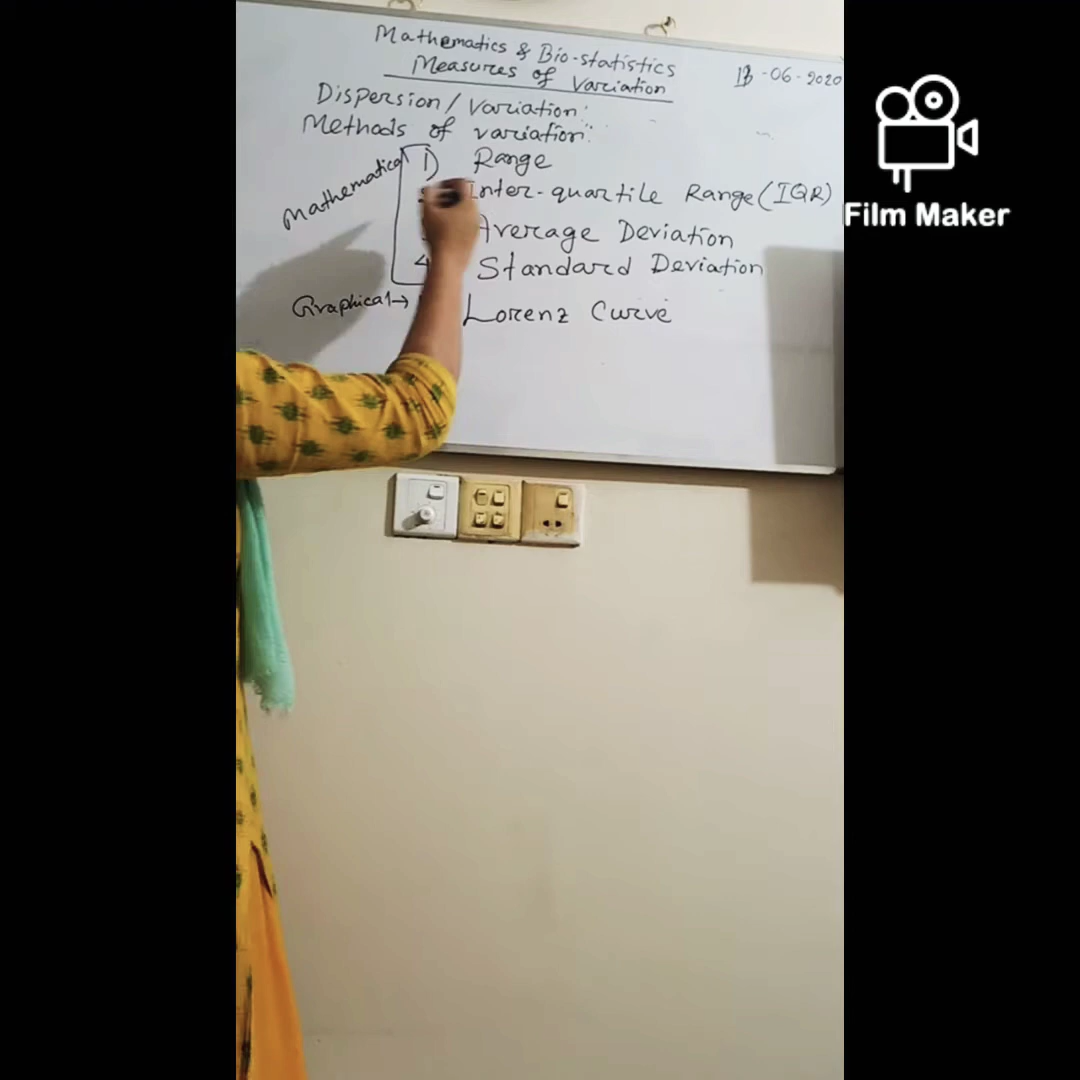 Mathematics & Bio-statistics
13-06-2020
Measures of Variation
Dispersion/Variation:
Methods of variation:
Mathematical
1) Range
Inter-quartile Range (IQR)
Average Deviation
4 Standard Deviation
Graphical→ Lorenz Curve
Film Maker